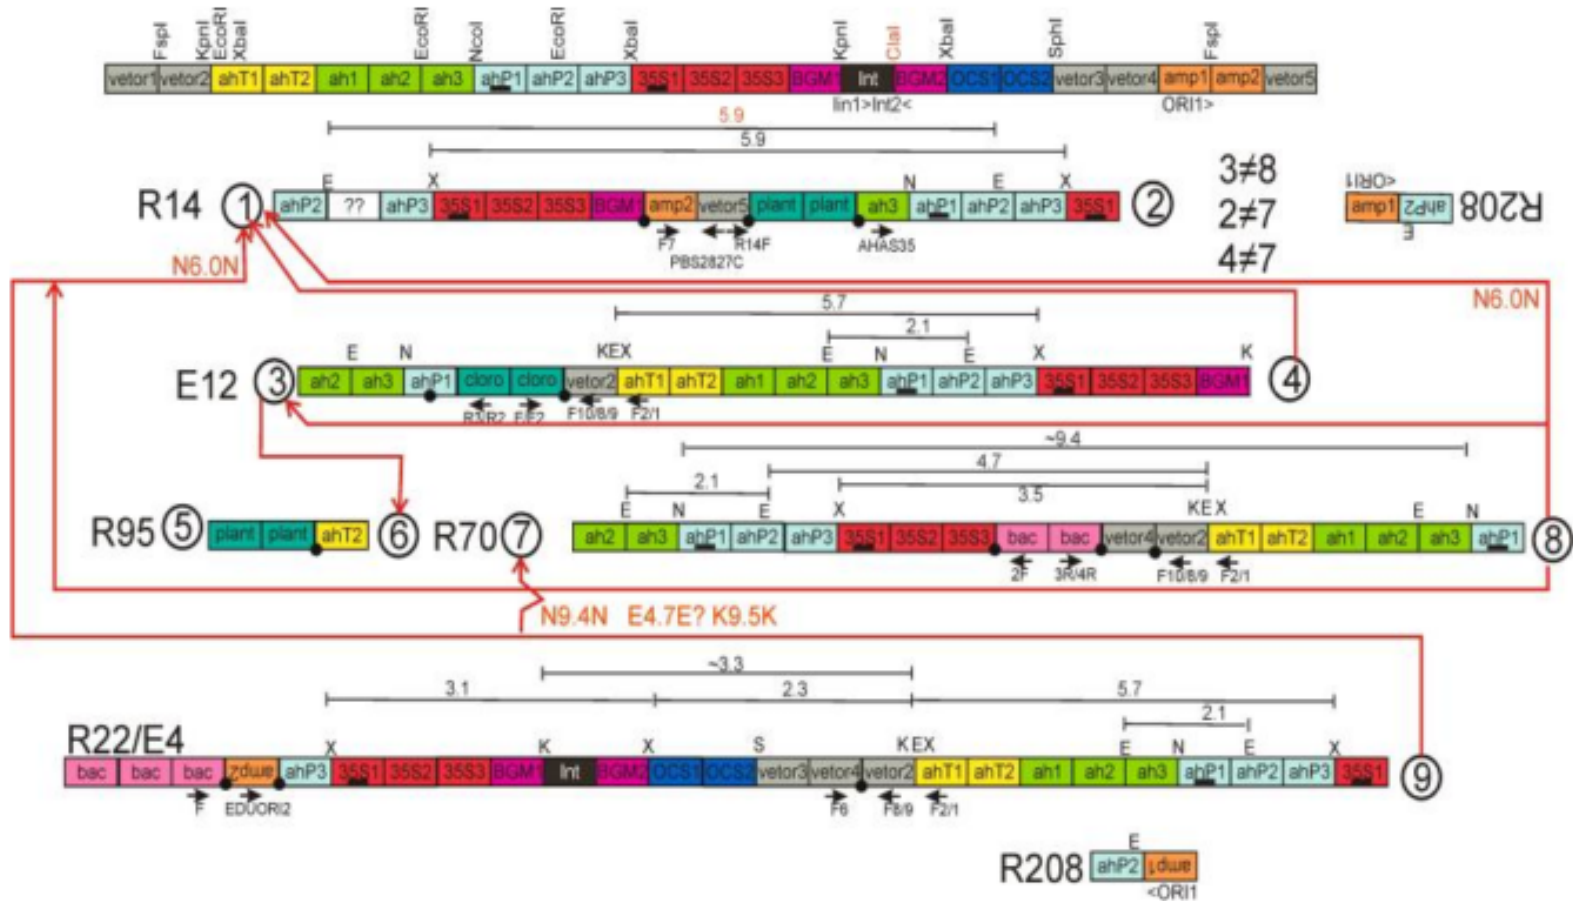 FspI KpnI EcoRI XbaI EcoRI NcoI EcoRI XbaI KpnI ClaI XbaI SphI FspI
vetor1 vetor2 ahT1 ahT2 ah1 ah2 ah3 ahP1 ahP2 ahP3 35S1 35S2 35S3 BGM1 Int BGM2 OCS1 OCS2 vetor3 vetor4 amp1 amp2 vetor5
Iin1>Int2< ORI1>
5.9
5.9
E X N E X
R14 1 ahP2 ?? ahP3 35S1 35S2 35S3 BGM1 amp2 vetor5 plant plant ah3 ahP1 ahP2 ahP3 35S1 2
F7 R14F AHAS35
PBS2827C
3≠8
2≠7
4≠7
<ORI1
amp1 ahP2 R208
E
N6.0N N6.0N
5.7
2.1
E N KEX E N E X K
E12 3 ah2 ah3 ahP1 cloro cloro vetor2 ahT1 ahT2 ah1 ah2 ah3 ahP1 ahP2 ahP3 35S1 35S2 35S3 BGM1 4
F/F2 F10/8/9 F2/1
~9.4
4.7
2.1 3.5
E N E X KEX E N
R95 5 plant plant ahT2 6
R70 7 ah2 ah3 ahP1 ahP2 ahP3 35S1 35S2 35S3 bac bac vetor4 vetor2 ahT1 ahT2 ah1 ah2 ah3 ahP1 8
2F 3R/4R F10/8/9 F2/1
N9.4N E4.7E? K9.5K
~3.3
3.1 2.3 5.7
2.1
R22/E4
X K X S KEX E N E X
bac bac bac amp2 ahP3 35S1 35S2 35S3 BGM1 Int BGM2 OCS1 OCS2 vetor3 vetor4 vetor2 ahT1 ahT2 ah1 ah2 ah3 ahP1 ahP2 ahP3 35S1 9
F EDUORI2 F6 F8/9 F2/1
E
R208 ahP2 amp1
<ORI1